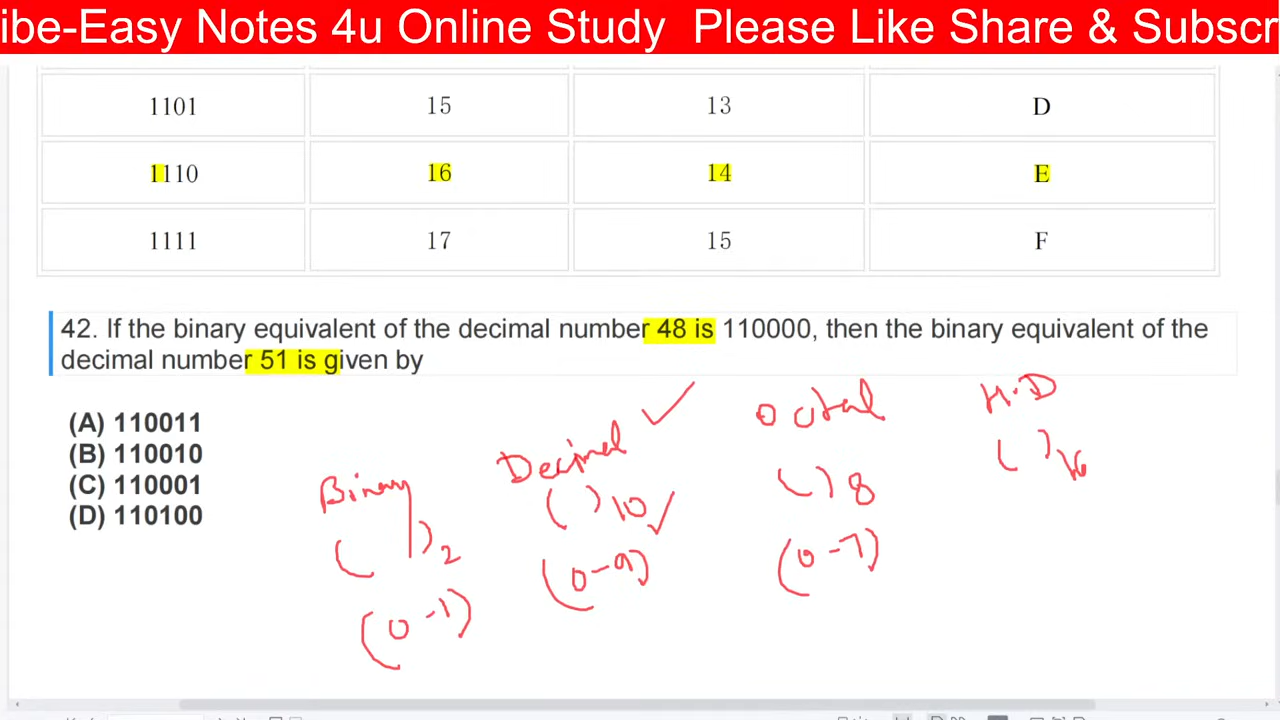 ibe-Easy Notes 4u Online Study Please Like Share & Subscr
1101 15 13 D
1110 16 14 E
1111 17 15 F
42. If the binary equivalent of the decimal number 48 is 110000, then the binary equivalent of the
decimal number 51 is given by
(A) 110011
(B) 110010
(C) 110001
(D) 110100
Binary Decimal Octal H.D
( )2 ( )10 ( )8 ( )16
(0-1) (0-9) (0-7)